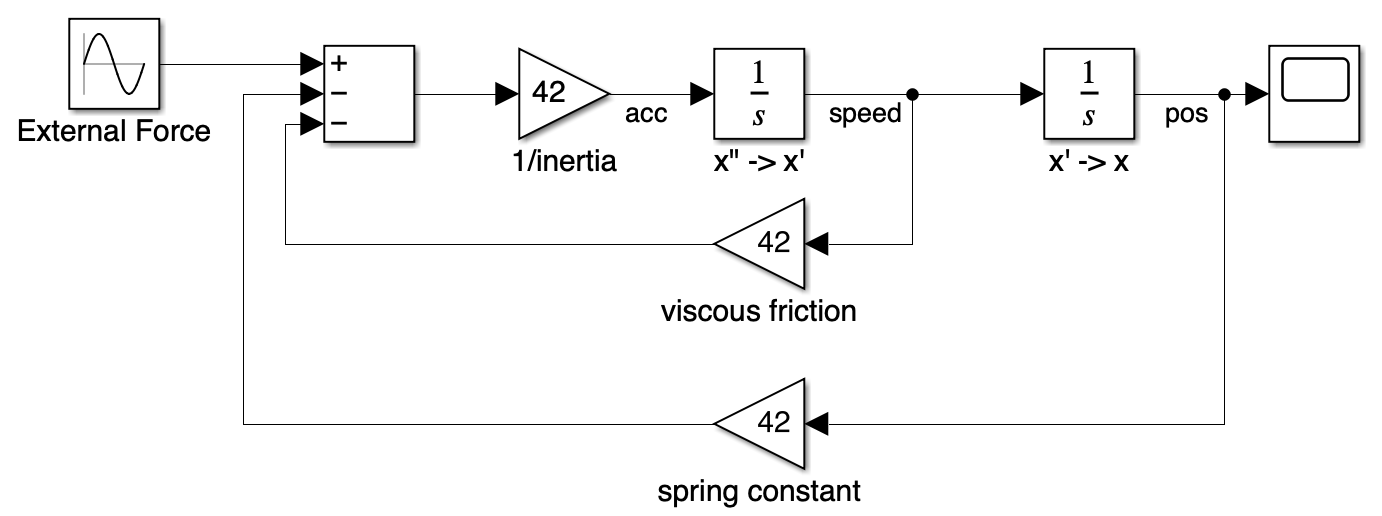 External Force
+
−
−
42
1/inertia
acc
1
s
x" -> x'
speed
1
s
x' -> x
pos
42
viscous friction
42
spring constant